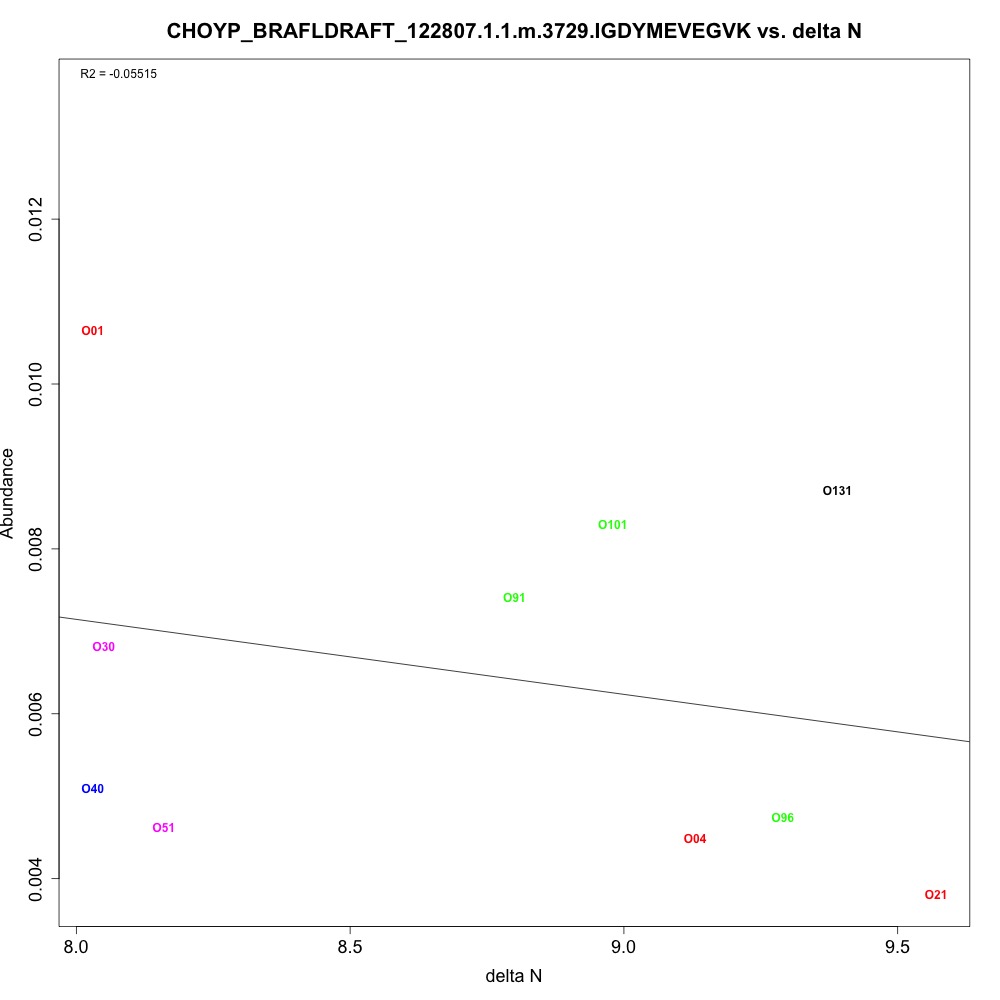 CHOYP_BRAFLDRAFT_122807.1.1.m.3729.IGDYMEVEGVK vs. delta N
R2 = -0.05515
0.012
O01
0.010
O131
O101
0.008
O91
O30
0.006
O40
O51
O96
O04
0.004
O21
Abundance
8.0 8.5 9.0 9.5
delta N